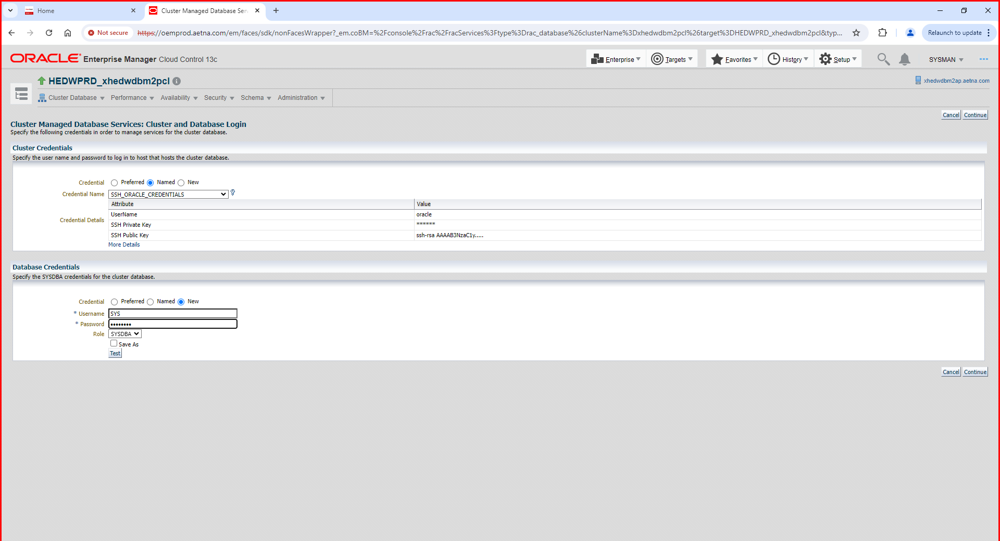 Home
Cluster Managed Database Ser
Not secure
https://oemprod.aetna.com/em/faces/sdk/nonFacesWrapper?_em.coBM=%2Fconsole%2Frac%2FracServices%3Ftype%3Drac_database%26clusterName%3Dxhedwdbm2pcl%26target%3DHEDWPRD_xhedwdbm2pcl&typ...
Relaunch to update
ORACLE Enterprise Manager Cloud Control 13c
Enterprise
Targets
Favorites
History
Setup
SYSMAN
HEDWPRD_xhedwdbm2pcl
xhedwdbm2ap.aetna.com
Cluster Database Performance Availability Security Schema Administration
Cancel Continue
Cluster Managed Database Services: Cluster and Database Login
Specify the following credentials in order to manage services for the cluster database.
Cluster Credentials
Specify the user name and password to log in to host that hosts the cluster database.
Credential Preferred Named New
Credential Name SSH_ORACLE_CREDENTIALS
Attribute Value
UserName oracle
Credential Details
SSH Private Key ******
SSH Public Key ssh-rsa AAAAB3NzaC1y.....
More Details
Database Credentials
Specify the SYSDBA credentials for the cluster database.
Credential Preferred Named New
* Username SYS
* Password ••••••••
Role SYSDBA
Save As
Test
Cancel Continue